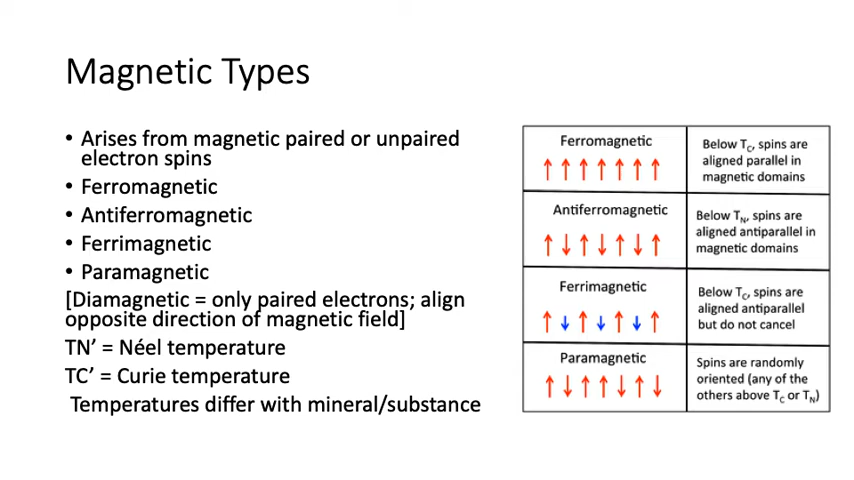 Magnetic Types
• Arises from magnetic paired or unpaired
electron spins
• Ferromagnetic
• Antiferromagnetic
• Ferrimagnetic
• Paramagnetic
[Diamagnetic = only paired electrons; align
opposite direction of magnetic field]
TN’ = Néel temperature
TC’ = Curie temperature
Temperatures differ with mineral/substance
Ferromagnetic
Below TC, spins are
aligned parallel in
magnetic domains
Antiferromagnetic
Below TN, spins are
aligned antiparallel in
magnetic domains
Ferrimagnetic
Below TC, spins are
aligned antiparallel
but do not cancel
Paramagnetic
Spins are randomly
oriented (any of the
others above TC or TN)